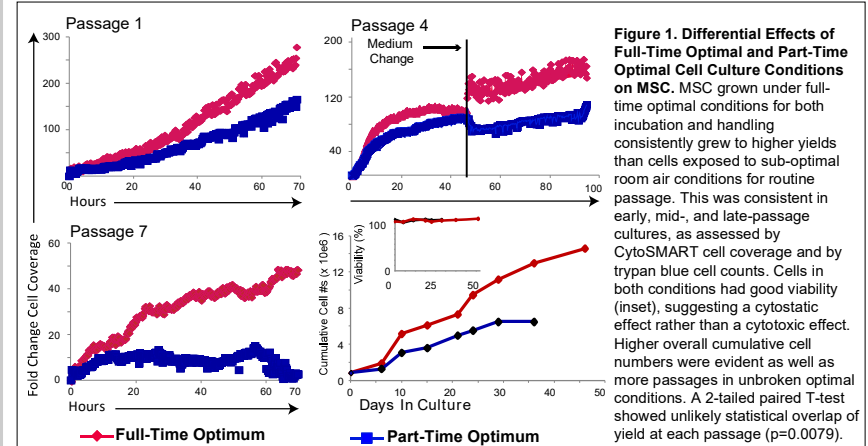 Passage 1
300
200
100
0
0
20
40
60
70
Hours
Passage 4
Medium
Change
200
120
40
0
0
20
40
60
80
100
Passage 7
60
40
20
0
0
20
40
60
70
Hours
Fold Change Cell Coverage
100
Viability (%)
0
25
50
16
12
8
4
0
Cumulative Cell #s (x 10e6)
0
10
20
30
40
50
Days In Culture
Full-Time Optimum
Part-Time Optimum
Figure 1. Differential Effects of
Full-Time Optimal and Part-Time
Optimal Cell Culture Conditions
on MSC. MSC grown under full-
time optimal conditions for both
incubation and handling
consistently grew to higher yields
than cells exposed to sub-optimal
room air conditions for routine
passage. This was consistent in
early, mid-, and late-passage
cultures, as assessed by
CytoSMART cell coverage and by
trypan blue cell counts. Cells in
both conditions had good viability
(inset), suggesting a cytostatic
effect rather than a cytotoxic effect.
Higher overall cumulative cell
numbers were evident as well as
more passages in unbroken optimal
conditions. A 2-tailed paired T-test
showed unlikely statistical overlap of
yield at each passage (p=0.0079).